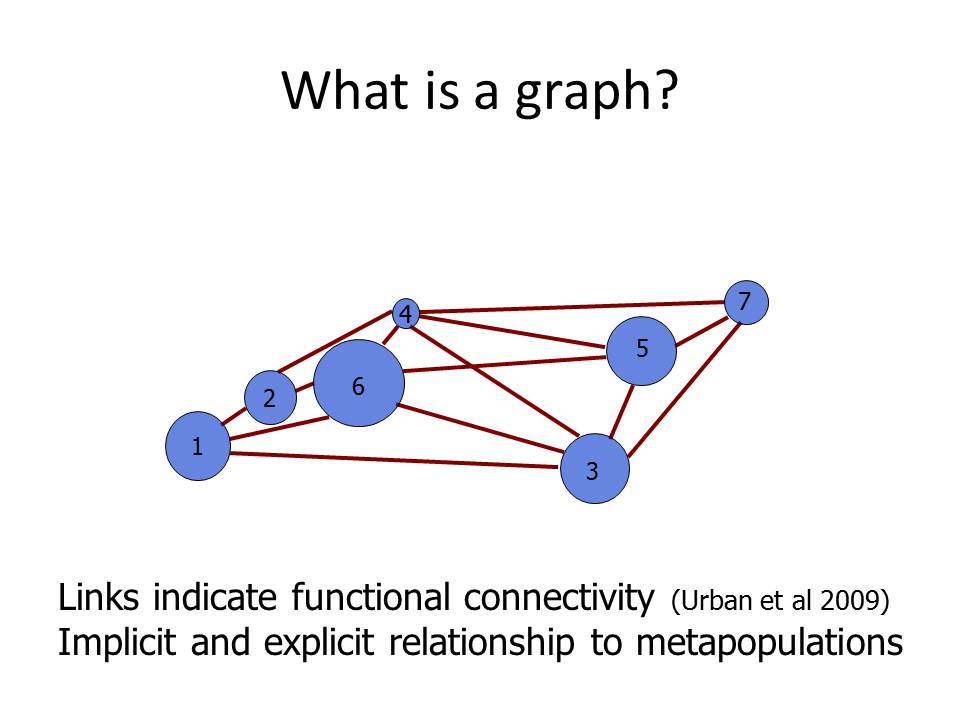 What is a graph?
7
4
5
6
2
1
3
Links indicate functional connectivity (Urban et al 2009)
Implicit and explicit relationship to metapopulations